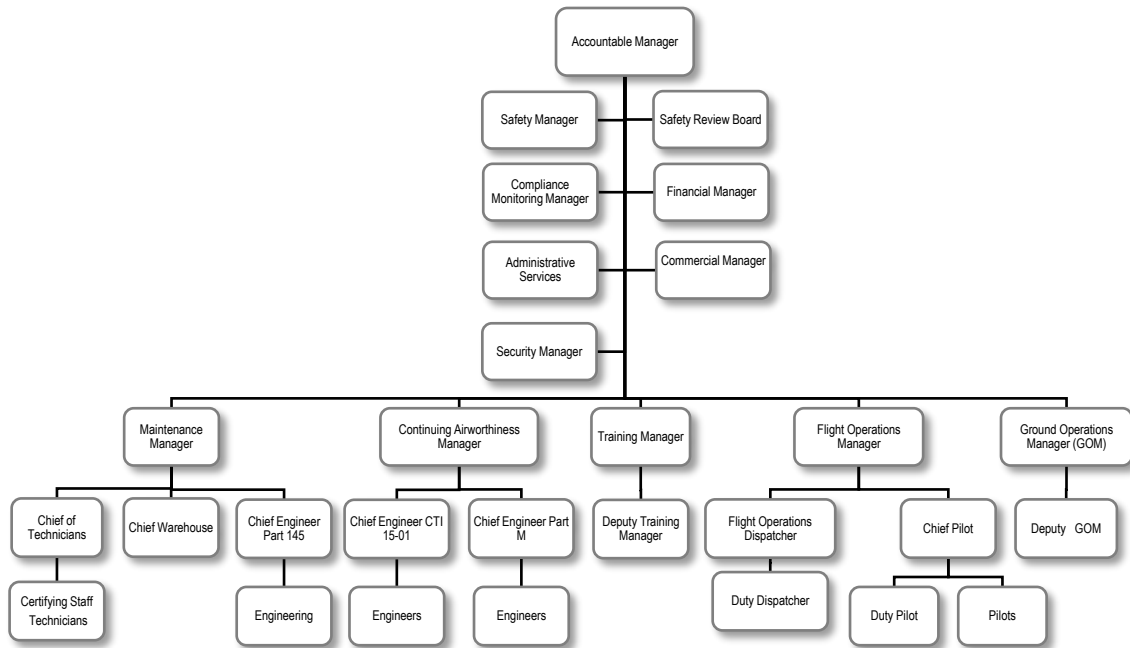 Accountable Manager
Safety Manager
Safety Review Board
Compliance
Monitoring Manager
Financial Manager
Administrative
Services
Commercial Manager
Security Manager
Maintenance
Manager
Continuing Airworthiness
Manager
Training Manager
Flight Operations
Manager
Ground Operations
Manager (GOM)
Chief of
Technicians
Chief Warehouse
Chief Engineer
Part 145
Chief Engineer CTI
15-01
Chief Engineer Part
M
Deputy Training
Manager
Flight Operations
Dispatcher
Chief Pilot
Deputy GOM
Certifying Staff
Technicians
Engineering
Engineers
Engineers
Duty Dispatcher
Duty Pilot
Pilots